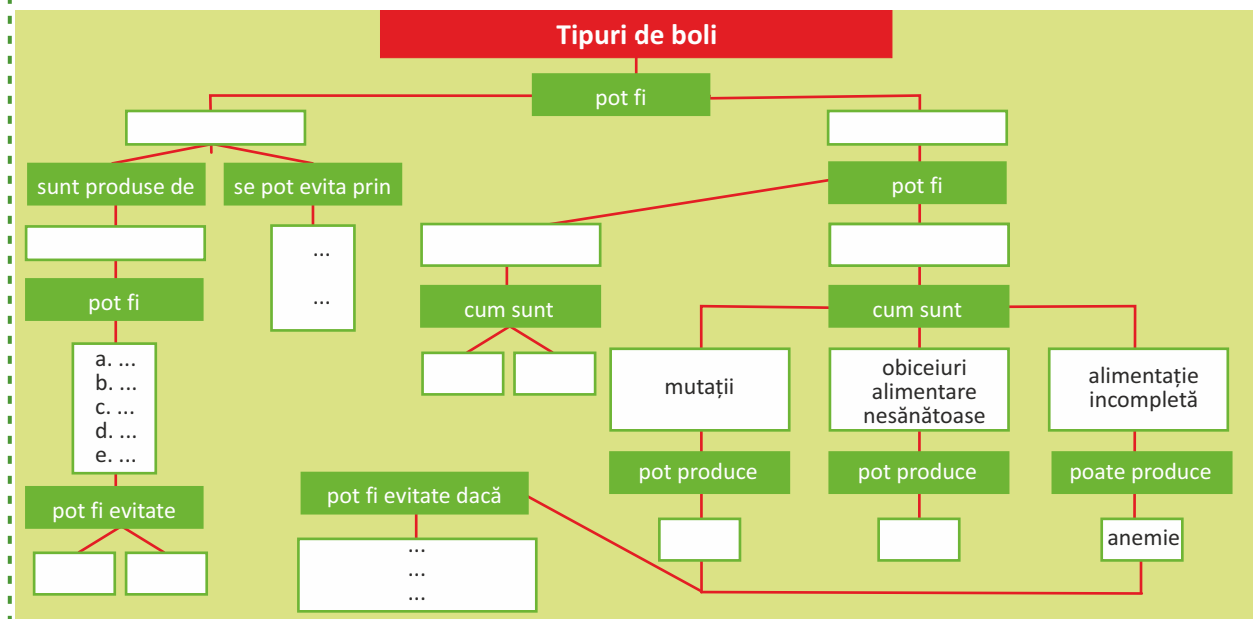 Tipuri de boli
pot fi
sunt produse de
se pot evita prin
pot fi
...
...
pot fi
cum sunt
cum sunt
a. ...
b. ...
c. ...
d. ...
e. ...
mutații
obiceiuri
alimentare
nesănătoase
alimentație
incompletă
pot produce
pot produce
poate produce
pot fi evitate dacă
pot fi evitate
anemie
...
...
...